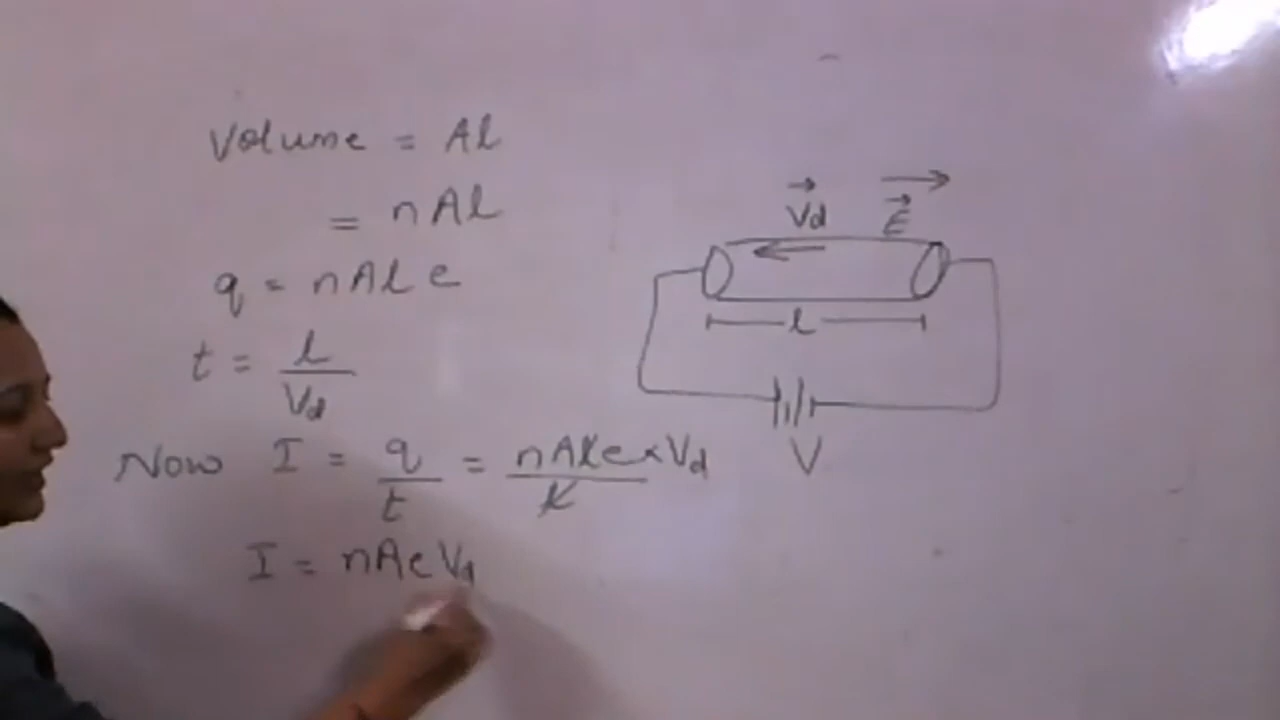 Volume = Al
= nAl
q = nAle
t = l/Vd
Now I = q/t = nAle×Vd/l
I = nAeVd
Vd E
l
V